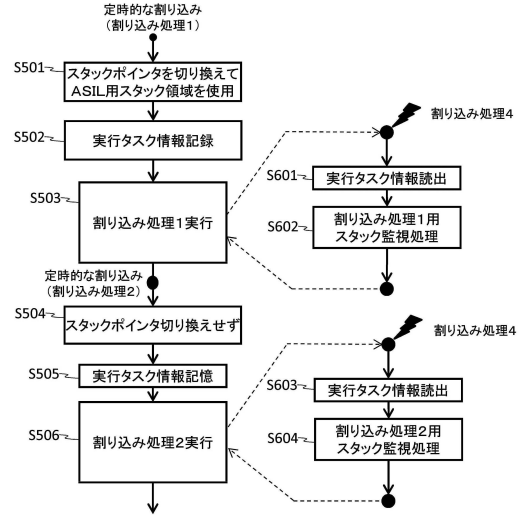 定時的な割り込み
(割り込み処理1)
S501
スタックポインタを切り換えて
ASIL用スタック領域を使用
S502
実行タスク情報記録
S503
割り込み処理1実行
割り込み処理4
S601
実行タスク情報読出
S602
割り込み処理1用
スタック監視処理
定時的な割り込み
(割り込み処理2)
S504
スタックポインタ切り換えせず
S505
実行タスク情報記憶
S506
割り込み処理2実行
割り込み処理4
S603
実行タスク情報読出
S604
割り込み処理2用
スタック監視処理